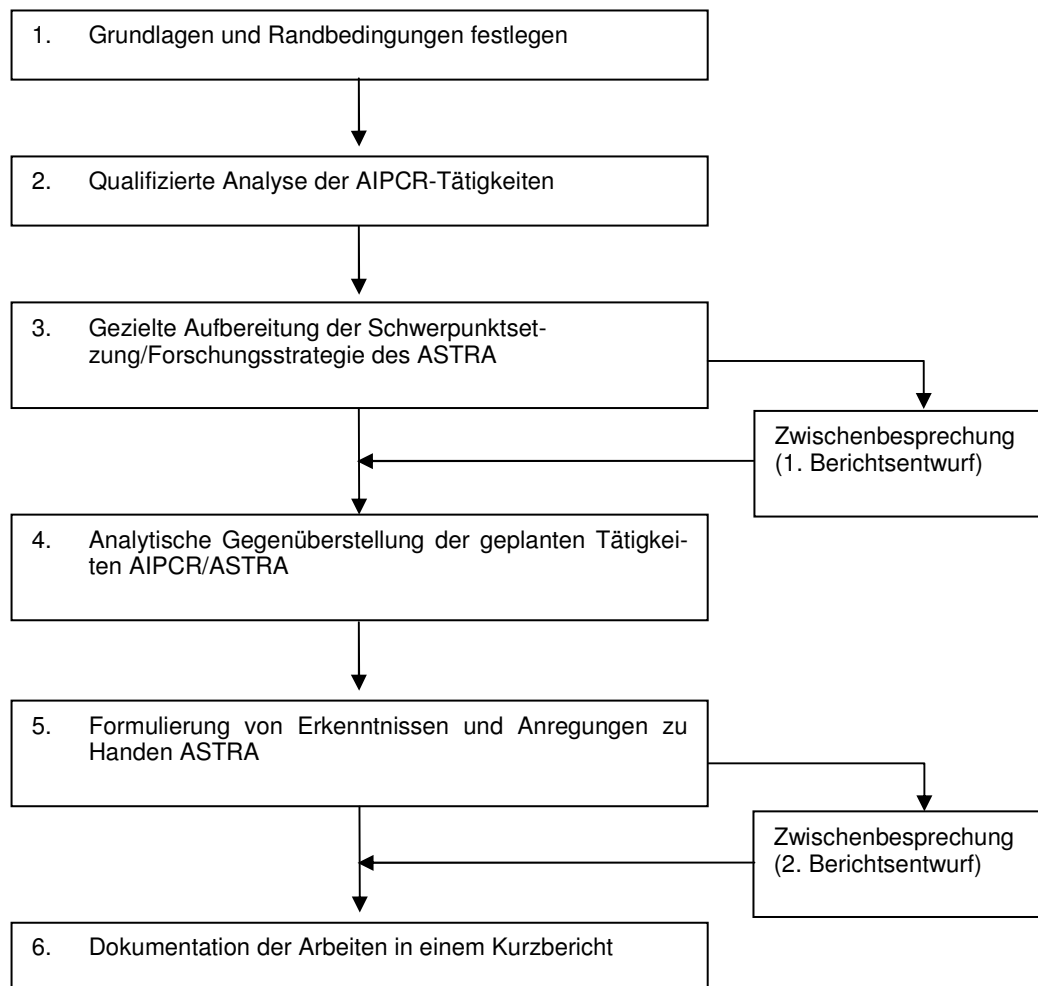 1. Grundlagen und Randbedingungen festlegen
2. Qualifizierte Analyse der AIPCR-Tätigkeiten
3. Gezielte Aufbereitung der Schwerpunktset-
zung/Forschungsstrategie des ASTRA
Zwischenbesprechung
(1. Berichtsentwurf)
4. Analytische Gegenüberstellung der geplanten Tätigkei-
ten AIPCR/ASTRA
5. Formulierung von Erkenntnissen und Anregungen zu
Handen ASTRA
Zwischenbesprechung
(2. Berichtsentwurf)
6. Dokumentation der Arbeiten in einem Kurzbericht